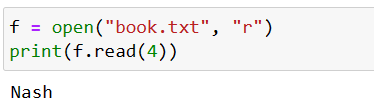 f = open("book.txt", "r")
print(f.read(4))
Nash